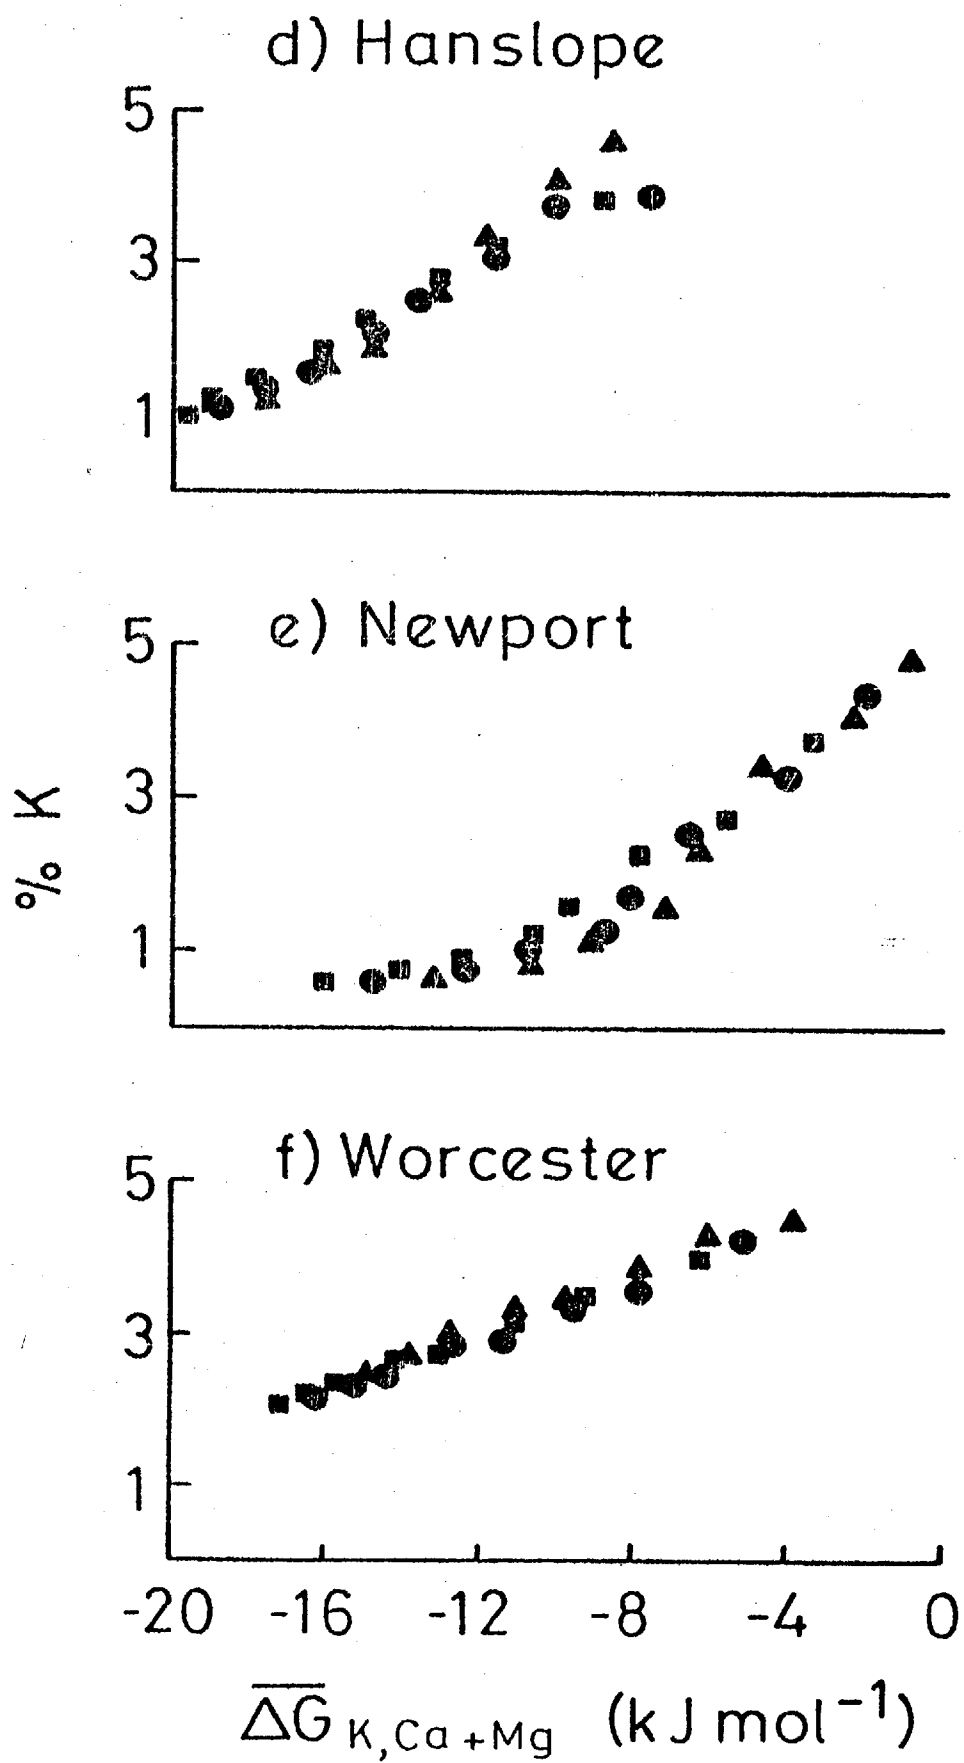 d) Hanslope
5
3
1
e) Newport
5
3
1
% K
f) Worcester
5
3
1
-20 -16 -12 -8 -4 0
ΔG K,Ca+Mg (kJ mol⁻¹)